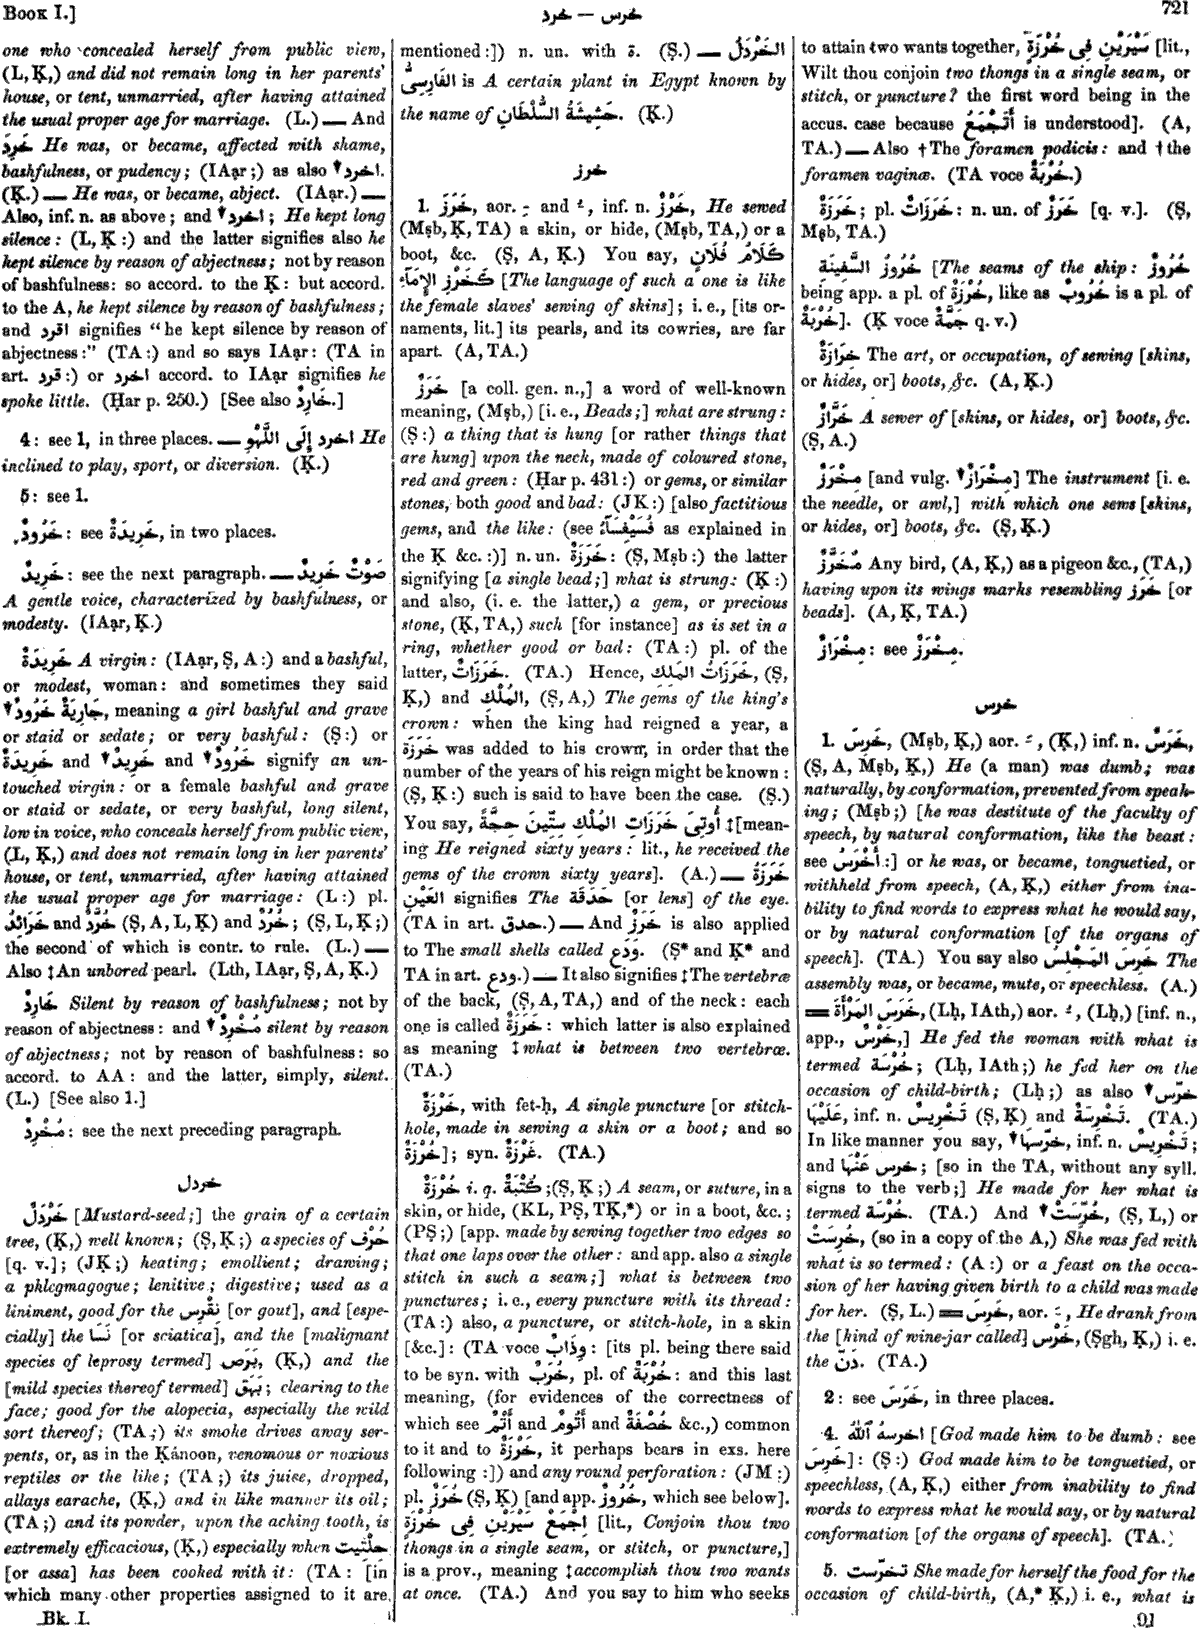 Book I.]
خرس — خرد
721
one who concealed herself from public view,
(L, Ḳ,) and did not remain long in her parents'
house, or tent, unmarried, after having attained
the usual proper age for marriage. (L.) — And
خَرِدَ He was, or became, affected with shame,
bashfulness, or pudency; (IAạr;) as also ▼ اخرد.
(Ḳ.) — He was, or became, abject. (IAạr.) —
Also, inf. n. as above; and ▼ اخرد; He kept long
silence: (L, Ḳ:) and the latter signifies also he
kept silence by reason of abjectness; not by reason
of bashfulness: so accord. to the Ḳ: but accord.
to the A, he kept silence by reason of bashfulness;
and اقرد signifies "he kept silence by reason of
abjectness:" (TA:) and so says IAạr: (TA in
art. قرد:) or اخرد accord. to IAạr signifies he
spoke little. (Ḥar p. 250.) [See also خَارِدٌ.]
4: see 1, in three places. — اخرد إِلَى اللَّهْوِ He
inclined to play, sport, or diversion. (Ḳ.)
5: see 1.
خَرُودٌ: see خَرِيدَةٌ, in two places.
خَرِيدٌ: see the next paragraph. — صَوْتٌ خَرِيدٌ
A gentle voice, characterized by bashfulness, or
modesty. (IAạr, Ḳ.)
خَرِيدَةٌ A virgin: (IAạr, Ṣ, A:) and a bashful,
or modest, woman: and sometimes they said
▼ جَارِيَةٌ خَرُودٌ, meaning a girl bashful and grave
or staid or sedate; or very bashful: (Ṣ:) or
خَرِيدَةٌ and ▼ خَرِيدٌ and ▼ خَرُودٌ signify an un-
touched virgin: or a female bashful and grave
or staid or sedate, or very bashful, long silent,
low in voice, who conceals herself from public view,
(L, Ḳ,) and does not remain long in her parents'
house, or tent, unmarried, after having attained
the usual proper age for marriage: (L:) pl.
خَرَائِدُ and خُرَّدٌ (Ṣ, A, L, Ḳ) and خُرُدٌ; (Ṣ, L, Ḳ;)
the second of which is contr. to rule. (L.) —
Also ‡An unbored pearl. (Lth, IAạr, Ṣ, A, Ḳ.)
خَارِدٌ Silent by reason of bashfulness; not by
reason of abjectness: and ▼ مُخْرِدٌ silent by reason
of abjectness; not by reason of bashfulness: so
accord. to AA: and the latter, simply, silent.
(L.) [See also 1.]
مُخْرِدٌ: see the next preceding paragraph.
خردل
خَرْدَلٌ [Mustard-seed;] the grain of a certain
tree, (Ḳ,) well known; (Ṣ, Ḳ;) a species of حُرْف
[q. v.]; (JḲ;) heating; emollient; drawing;
a phlegmagogue; lenitive; digestive; used as a
liniment, good for the نِقْرِس [or gout], and [espe-
cially] the نَسَا [or sciatica], and the [malignant
species of leprosy termed] بَرَص, (Ḳ,) and the
[mild species thereof termed] بَهَق; clearing to the
face; good for the alopecia, especially the wild
sort thereof; (TA;) its smoke drives away ser-
pents, or, as in the Ḳánoon, venomous or noxious
reptiles or the like; (TA;) its juise, dropped,
allays earache, (Ḳ,) and in like manner its oil;
(TA;) and its powder, upon the aching tooth, is
extremely efficacious, (Ḳ,) especially when حِلْتِيت
[or assa] has been cooked with it: (TA: [in
which many other properties assigned to it are
Bk. I.
mentioned:]) n. un. with ة. (Ṣ.) — الخَرْدَلُ
الفَارِسِىُّ is A certain plant in Egypt known by
the name of حَشِيشَةُ السُّلْطَانِ. (Ḳ.)
خرز
1. خَرَزَ, aor. ـِ and ـُ, inf. n. خَرْزٌ, He sewed
(Mṣb, Ḳ, TA) a skin, or hide, (Mṣb, TA,) or a
boot, &c. (Ṣ, A, Ḳ.) You say, كَلَامُ فُلَانٍ
كَخَرْزِ الإِمَآءِ [The language of such a one is like
the female slaves' sewing of skins]; i. e., [its or-
naments, lit.] its pearls, and its cowries, are far
apart. (A, TA.)
خَرَزٌ [a coll. gen. n.,] a word of well-known
meaning, (Mṣb,) [i. e., Beads;] what are strung:
(Ṣ:) a thing that is hung [or rather things that
are hung] upon the neck, made of coloured stone,
red and green: (Ḥar p. 431:) or gems, or similar
stones, both good and bad: (JK:) [also factitious
gems, and the like: (see فُسَيْفِسَآءُ as explained in
the Ḳ &c.:)] n. un. خَرَزَةٌ: (Ṣ, Mṣb:) the latter
signifying [a single bead;] what is strung: (Ḳ:)
and also, (i. e. the latter,) a gem, or precious
stone, (Ḳ, TA,) such [for instance] as is set in a
ring, whether good or bad: (TA:) pl. of the
latter, خَرَزَاتٌ. (TA.) Hence, خَرَزَاتُ المَلِكِ, (Ṣ,
Ḳ,) and المُلْكِ, (Ṣ, A,) The gems of the king's
crown: when the king had reigned a year, a
خَرَزَة was added to his crown, in order that the
number of the years of his reign might be known:
(Ṣ, Ḳ:) such is said to have been the case. (Ṣ.)
You say, أُوتِىَ خَرَزَاتِ المُلْكِ سِتِّينَ حِجَّةً ‡[mean-
ing He reigned sixty years: lit., he received the
gems of the crown sixty years]. (A.) — خَرَزَةُ
العَيْنِ signifies The حَدَقَة [or lens] of the eye.
(TA in art. حدق.) — And خَرَزٌ is also applied
to The small shells called وَدَع. (Ṣ* and Ḳ* and
TA in art. ودع.) — It also signifies ‡The vertebræ
of the back, (Ṣ, A, TA,) and of the neck: each
one is called خَرَزَةٌ: which latter is also explained
as meaning ‡what is between two vertebræ.
(TA.)
خَرْزَةٌ, with fet-ḥ, A single puncture [or stitch-
hole, made in sewing a skin or a boot; and so
خُرْزَةٌ]; syn. غَرْزَةٌ. (TA.)
خُرْزَةٌ i. q. كُتْبَةٌ; (Ṣ, Ḳ;) A seam, or suture, in a
skin, or hide, (KL, PṢ, TḲ,*) or in a boot, &c.;
(PṢ;) [app. made by sewing together two edges so
that one laps over the other: and app. also a single
stitch in such a seam;] what is between two
punctures; i. e., every puncture with its thread:
(TA:) also, a puncture, or stitch-hole, in a skin
[&c.]: (TA voce وِذَابٌ: [its pl. being there said
to be syn. with خُرَبٌ, pl. of خُرْبَةٌ: and this last
meaning, (for evidences of the correctness of
which see أَتْمٌ and أَتُومٌ and خُصْفَةٌ &c.,) common
to it and to خَرْزَةٌ, it perhaps bears in exs. here
following:]) and any round perforation: (JM:)
pl. خُرَزٌ (Ṣ, Ḳ) [and app. خُرُوزٌ, which see below].
اِجْمَعْ سَيْرَيْنِ فِى خُرْزَةٍ [lit., Conjoin thou two
thongs in a single seam, or stitch, or puncture,]
is a prov., meaning ‡accomplish thou two wants
at once. (TA.) And you say to him who seeks
to attain two wants together, سَيْرَيْنِ فِى خُرْزَةٍ [lit.,
Wilt thou conjoin two thongs in a single seam, or
stitch, or puncture? the first word being in the
accus. case because أَتَجْمَعُ is understood]. (A,
TA.) — Also †The foramen podicis: and †the
foramen vaginæ. (TA voce خُرْبَةٌ.)
خَرَزَةٌ; pl. خَرَزَاتٌ: n. un. of خَرَزٌ [q. v.]. (Ṣ,
Mṣb, TA.)
خُرُوزٌ خُرُوزُ السَّفِينَةِ [The seams of the ship:
being app. a pl. of خُرْزَةٌ, like as خُرُوبٌ is a pl. of
خُرْبَةٌ]. (Ḳ voce جَمَّةٌ q. v.)
خِرَازَةٌ The art, or occupation, of sewing [skins,
or hides, or] boots, &c. (A, Ḳ.)
خَرَّازٌ A sewer of [skins, or hides, or] boots, &c.
(Ṣ, A.)
مِخْرَزٌ [and vulg. ▼ مِخْرَازٌ] The instrument [i. e.
the needle, or awl,] with which one sews [skins,
or hides, or] boots, &c. (Ṣ, Ḳ.)
مُخَرَّزٌ Any bird, (A, Ḳ,) as a pigeon &c., (TA,)
having upon its wings marks resembling خَرَز [or
beads]. (A, Ḳ, TA.)
مِخْرَازٌ: see مِخْرَزٌ.
خرس
1. خَرِسَ, (Mṣb, Ḳ,) aor. ـَ, (Ḳ,) inf. n. خَرَسٌ,
(Ṣ, A, Mṣb, Ḳ,) He (a man) was dumb; was
naturally, by conformation, prevented from speak-
ing; (Mṣb;) [he was destitute of the faculty of
speech, by natural conformation, like the beast:
see أَخْرَسُ:] or he was, or became, tonguetied, or
withheld from speech, (A, Ḳ,) either from ina-
bility to find words to express what he would say,
or by natural conformation [of the organs of
speech]. (TA.) You say also خَرِسَ المَجْلِسُ The
assembly was, or became, mute, or speechless. (A.)
═ خَرَسَ المَرْأَةَ, (Lḥ, IAth,) aor. ـُ, (Lḥ,) [inf. n.,
app., خَرْسٌ,] He fed the woman with what is
termed خُرْسَة; (Lḥ, IAth;) he fed her on the
occasion of child-birth; (Lḥ;) as also ▼ خرّس
عَلَيْهَا, inf. n. تَخْرِيسٌ (Ṣ, Ḳ) and تَخْرِسَةٌ. (TA.)
In like manner you say, ▼ خرّسها, inf. n. تَخْرِيسٌ;
and خرس عَنْهَا; [so in the TA, without any syll.
signs to the verb;] He made for her what is
termed خُرْسَة. (TA.) And ▼ خُرِّسَتْ, (Ṣ, L,) or
خُرِسَتْ, (so in a copy of the A,) She was fed with
what is so termed: (A:) or a feast on the occa-
sion of her having given birth to a child was made
for her. (Ṣ, L.) ═ خَرِسَ, aor. ـَ, He drank from
the [kind of wine-jar called] خَرْس, (Ṣgh, Ḳ,) i. e.
the دَنّ. (TA.)
2: see خَرَسَ, in three places.
4. اخرسهُ ٱللّٰهُ [God made him to be dumb: see
خَرِسَ]: (Ṣ:) God made him to be tonguetied, or
speechless, (A, Ḳ,) either from inability to find
words to express what he would say, or by natural
conformation [of the organs of speech]. (TA.)
5. تخرّست She made for herself the food for the
occasion of child-birth, (A,* Ḳ,) i. e., what is
91